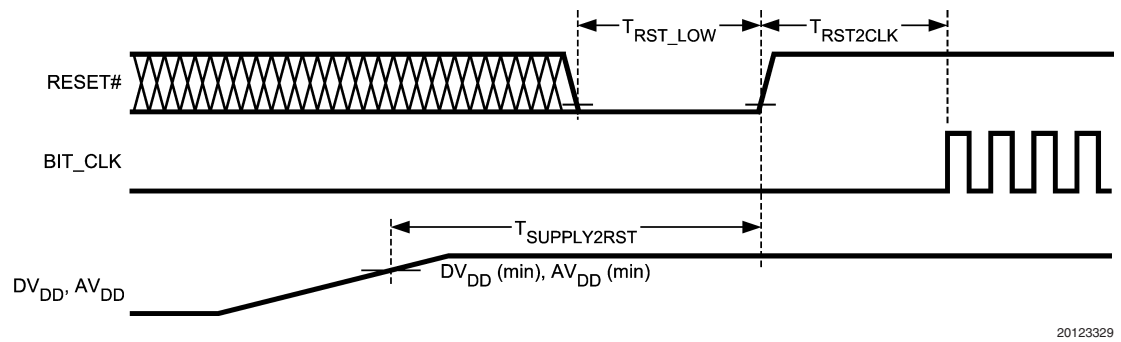 T_RST_LOW
T_RST2CLK
RESET#
BIT_CLK
T_SUPPLY2RST
DV_DD (min), AV_DD (min)
DV_DD, AV_DD
20123329